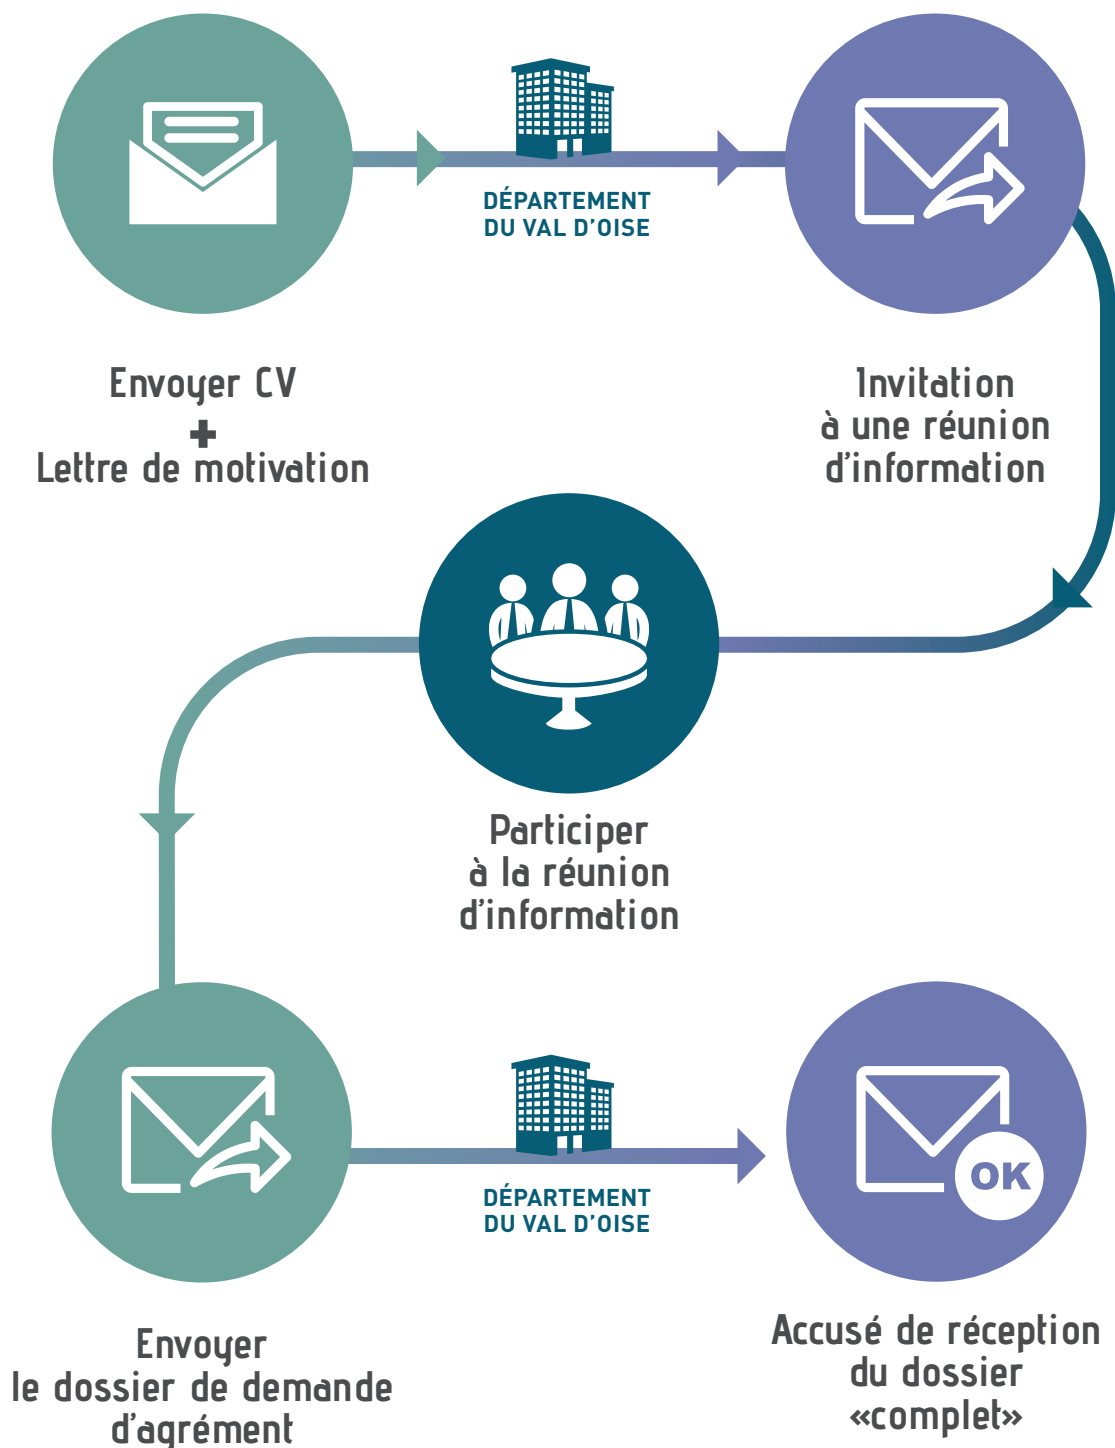 DÉPARTEMENT
DU VAL D'OISE
Envoyer CV
+
Lettre de motivation
Invitation
à une réunion
d'information
Participer
à la réunion
d'information
OK
DÉPARTEMENT
DU VAL D'OISE
Envoyer
le dossier de demande
d'agrément
Accusé de réception
du dossier
«complet»